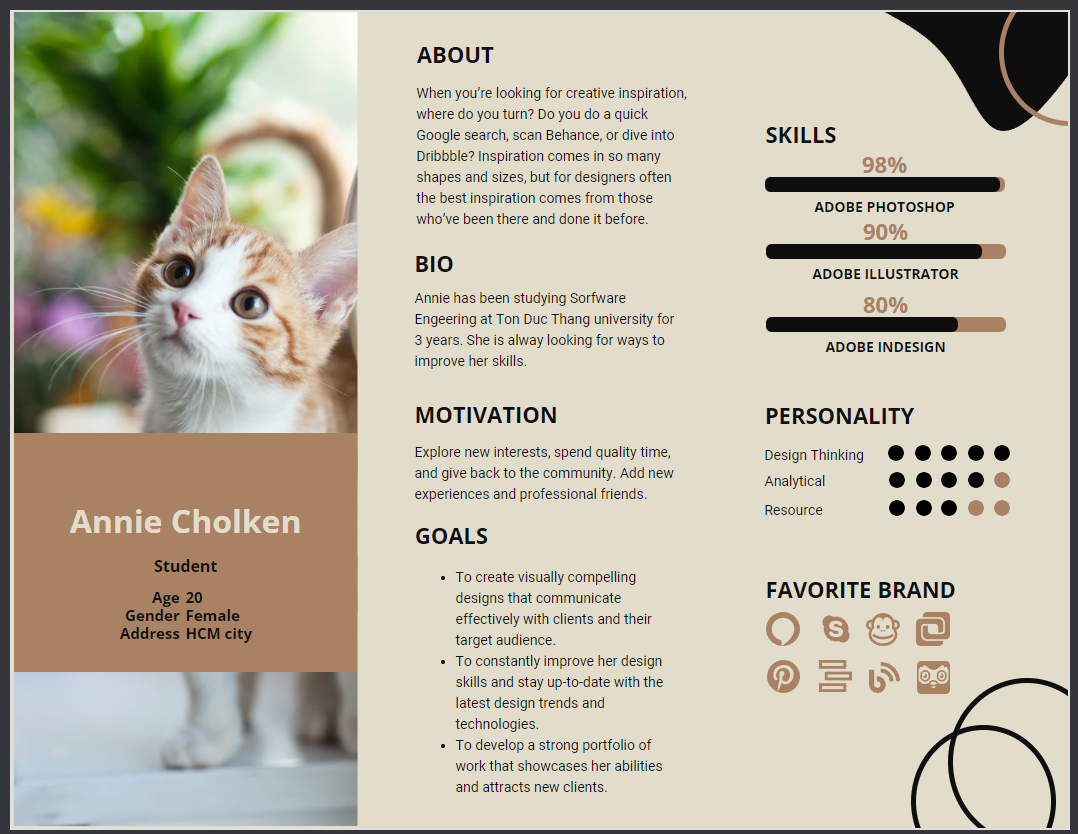 Annie Cholken
Student
Age 20
Gender Female
Address HCM city
ABOUT
When you’re looking for creative inspiration,
where do you turn? Do you do a quick
Google search, scan Behance, or dive into
Dribbble? Inspiration comes in so many
shapes and sizes, but for designers often
the best inspiration comes from those
who’ve been there and done it before.
BIO
Annie has been studying Sorfware
Engeering at Ton Duc Thang university for
3 years. She is alway looking for ways to
improve her skills.
MOTIVATION
Explore new interests, spend quality time,
and give back to the community. Add new
experiences and professional friends.
GOALS
• To create visually compelling
designs that communicate
effectively with clients and their
target audience.
• To constantly improve her design
skills and stay up-to-date with the
latest design trends and
technologies.
• To develop a strong portfolio of
work that showcases her abilities
and attracts new clients.
SKILLS
98%
ADOBE PHOTOSHOP
90%
ADOBE ILLUSTRATOR
80%
ADOBE INDESIGN
PERSONALITY
Design Thinking
Analytical
Resource
FAVORITE BRAND